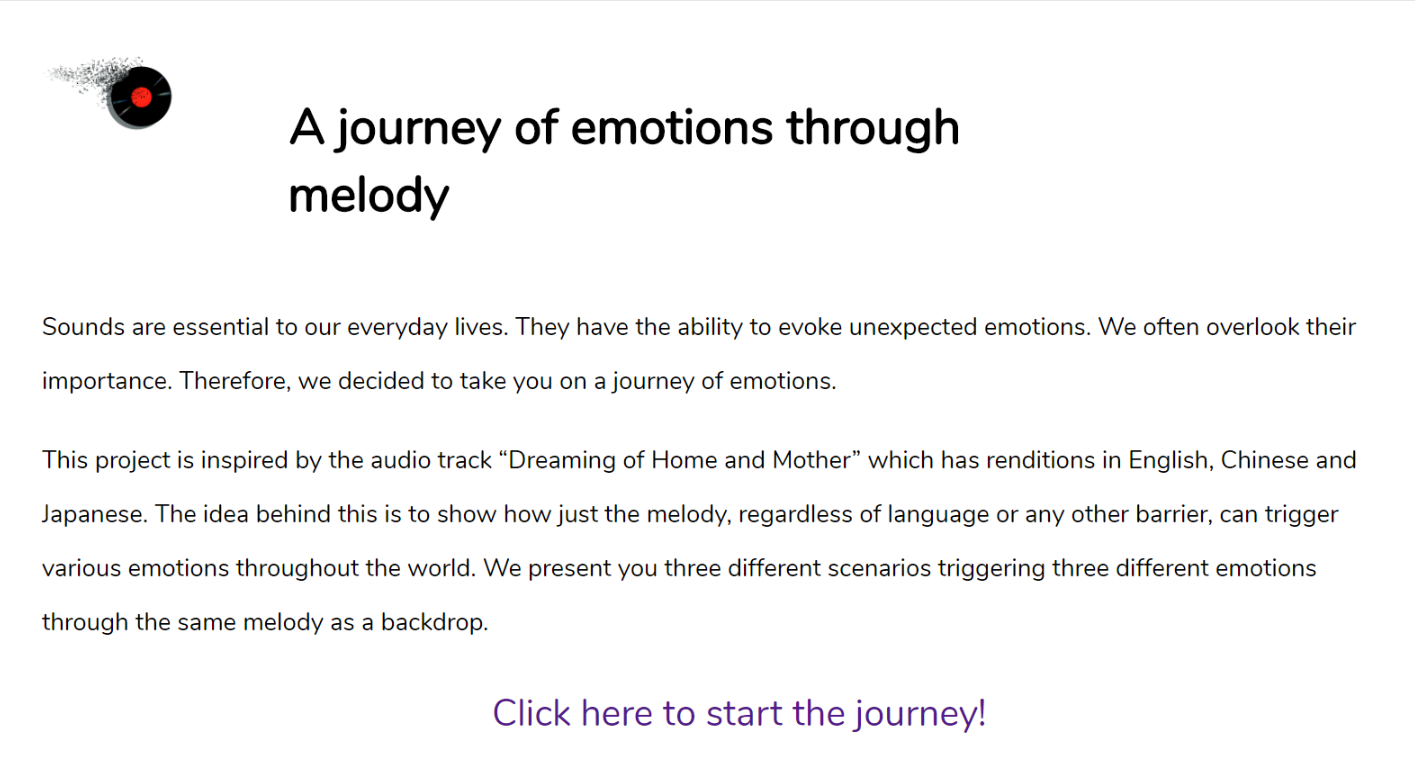 A journey of emotions through
melody
Sounds are essential to our everyday lives. They have the ability to evoke unexpected emotions. We often overlook their
importance. Therefore, we decided to take you on a journey of emotions.
This project is inspired by the audio track “Dreaming of Home and Mother” which has renditions in English, Chinese and
Japanese. The idea behind this is to show how just the melody, regardless of language or any other barrier, can trigger
various emotions throughout the world. We present you three different scenarios triggering three different emotions
through the same melody as a backdrop.
Click here to start the journey!